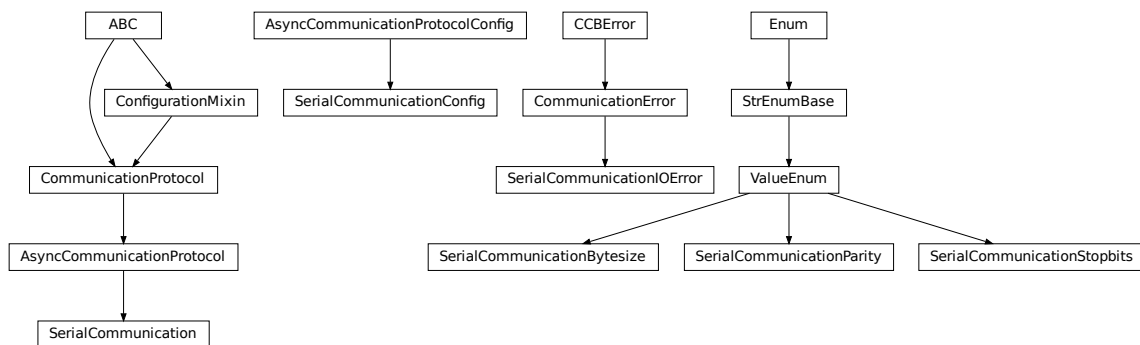 ABC
AsyncCommunicationProtocolConfig
CCBError
Enum
ConfigurationMixin
SerialCommunicationConfig
CommunicationError
StrEnumBase
CommunicationProtocol
SerialCommunicationIOError
ValueEnum
AsyncCommunicationProtocol
SerialCommunicationBytesize
SerialCommunicationParity
SerialCommunicationStopbits
SerialCommunication